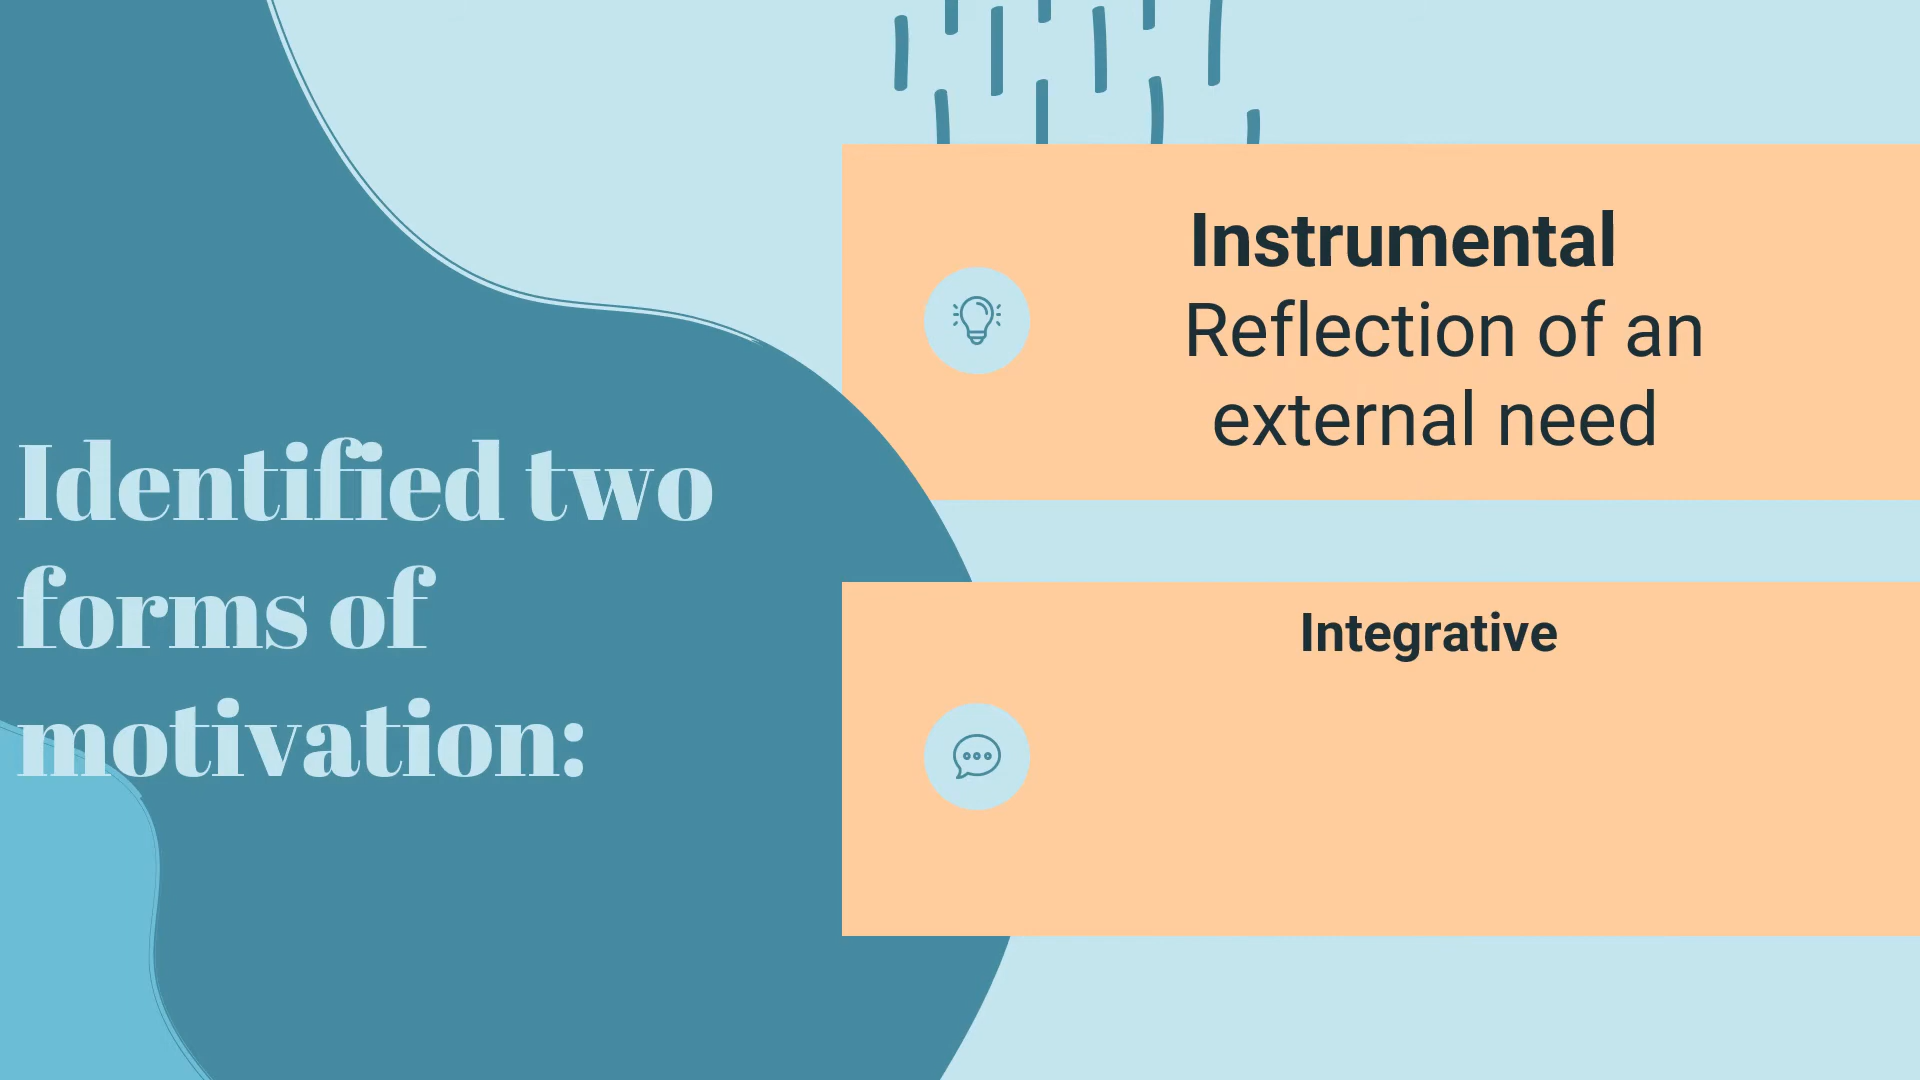 Identified two
forms of
motivation:
Instrumental
Reflection of an
external need
Integrative